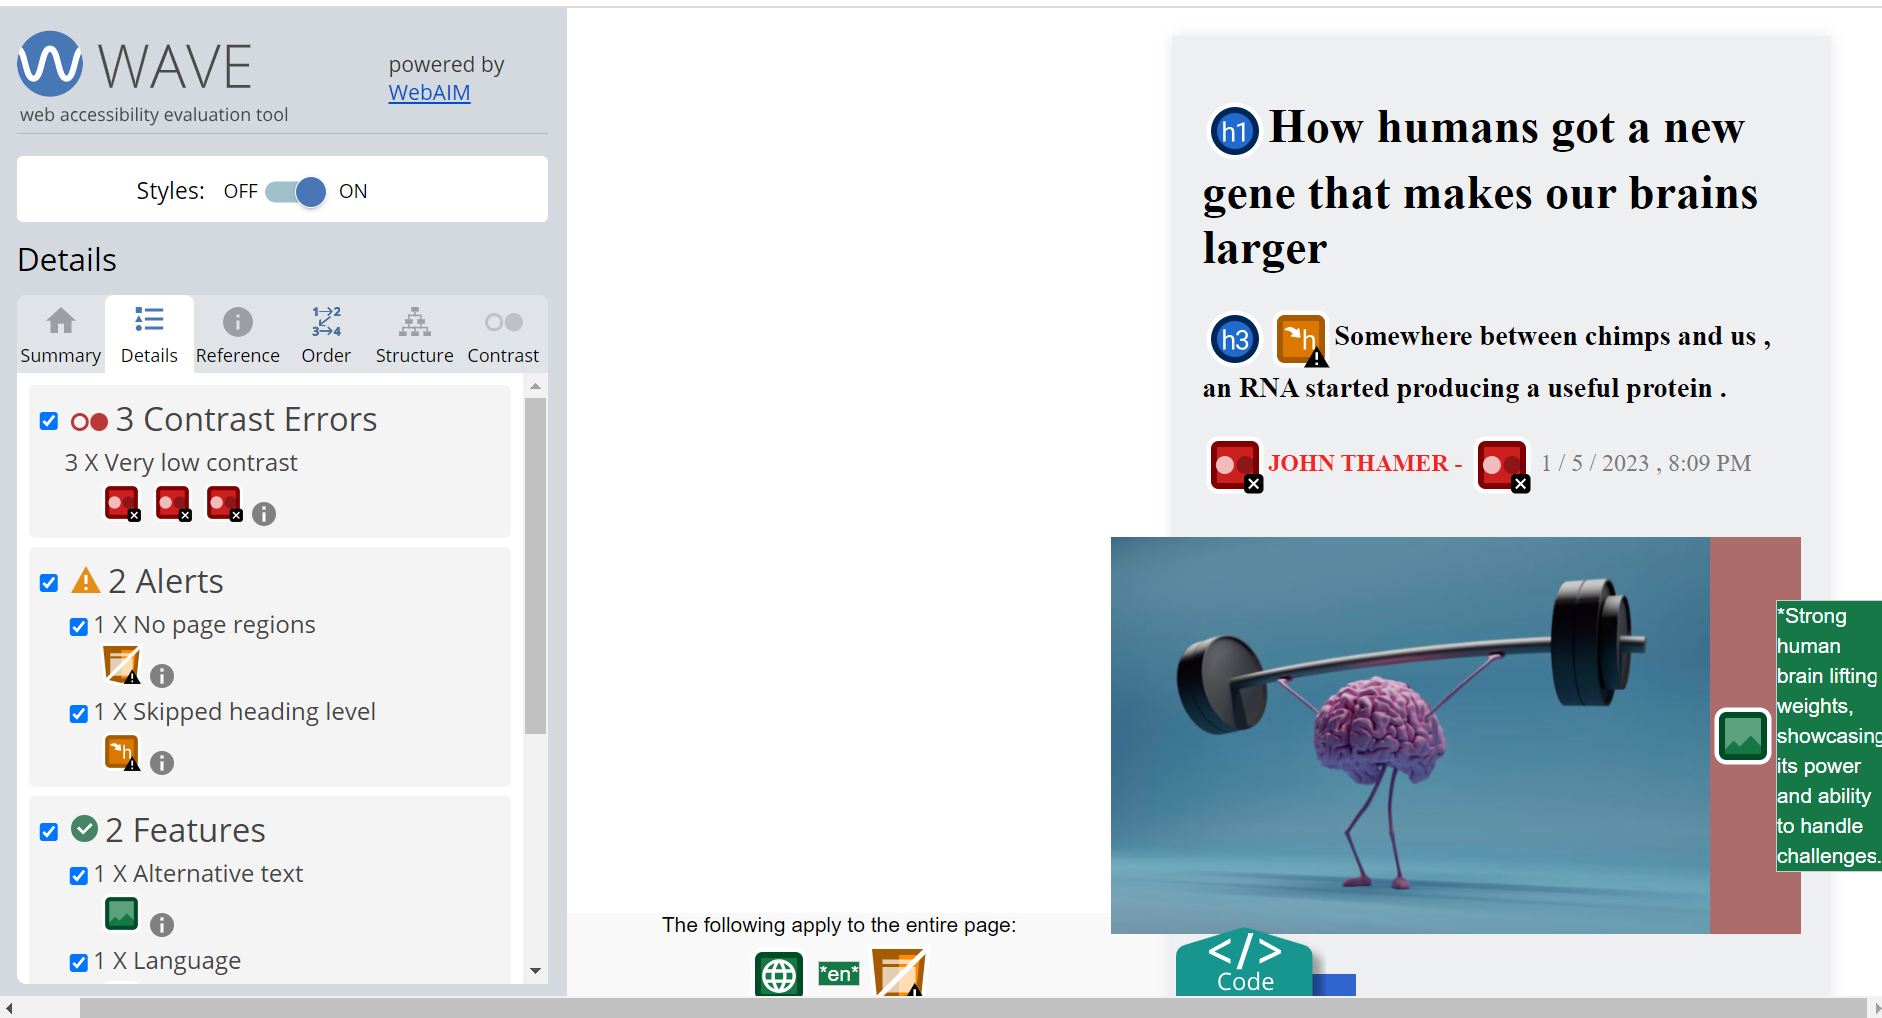 WAVE
web accessibility evaluation tool
powered by
WebAIM
Styles: OFF ON
Details
Summary Details Reference Order Structure Contrast
1 2
3 4
3 Contrast Errors
3 X Very low contrast
2 Alerts
1 X No page regions
1 X Skipped heading level
h
2 Features
1 X Alternative text
1 X Language
h1 How humans got a new
gene that makes our brains
larger
h3 h Somewhere between chimps and us ,
an RNA started producing a useful protein .
JOHN THAMER - 1 / 5 / 2023 , 8:09 PM
*Strong
human
brain lifting
weights,
showcasing
its power
and ability
to handle
challenges.
The following apply to the entire page:
*en*
</>
Code